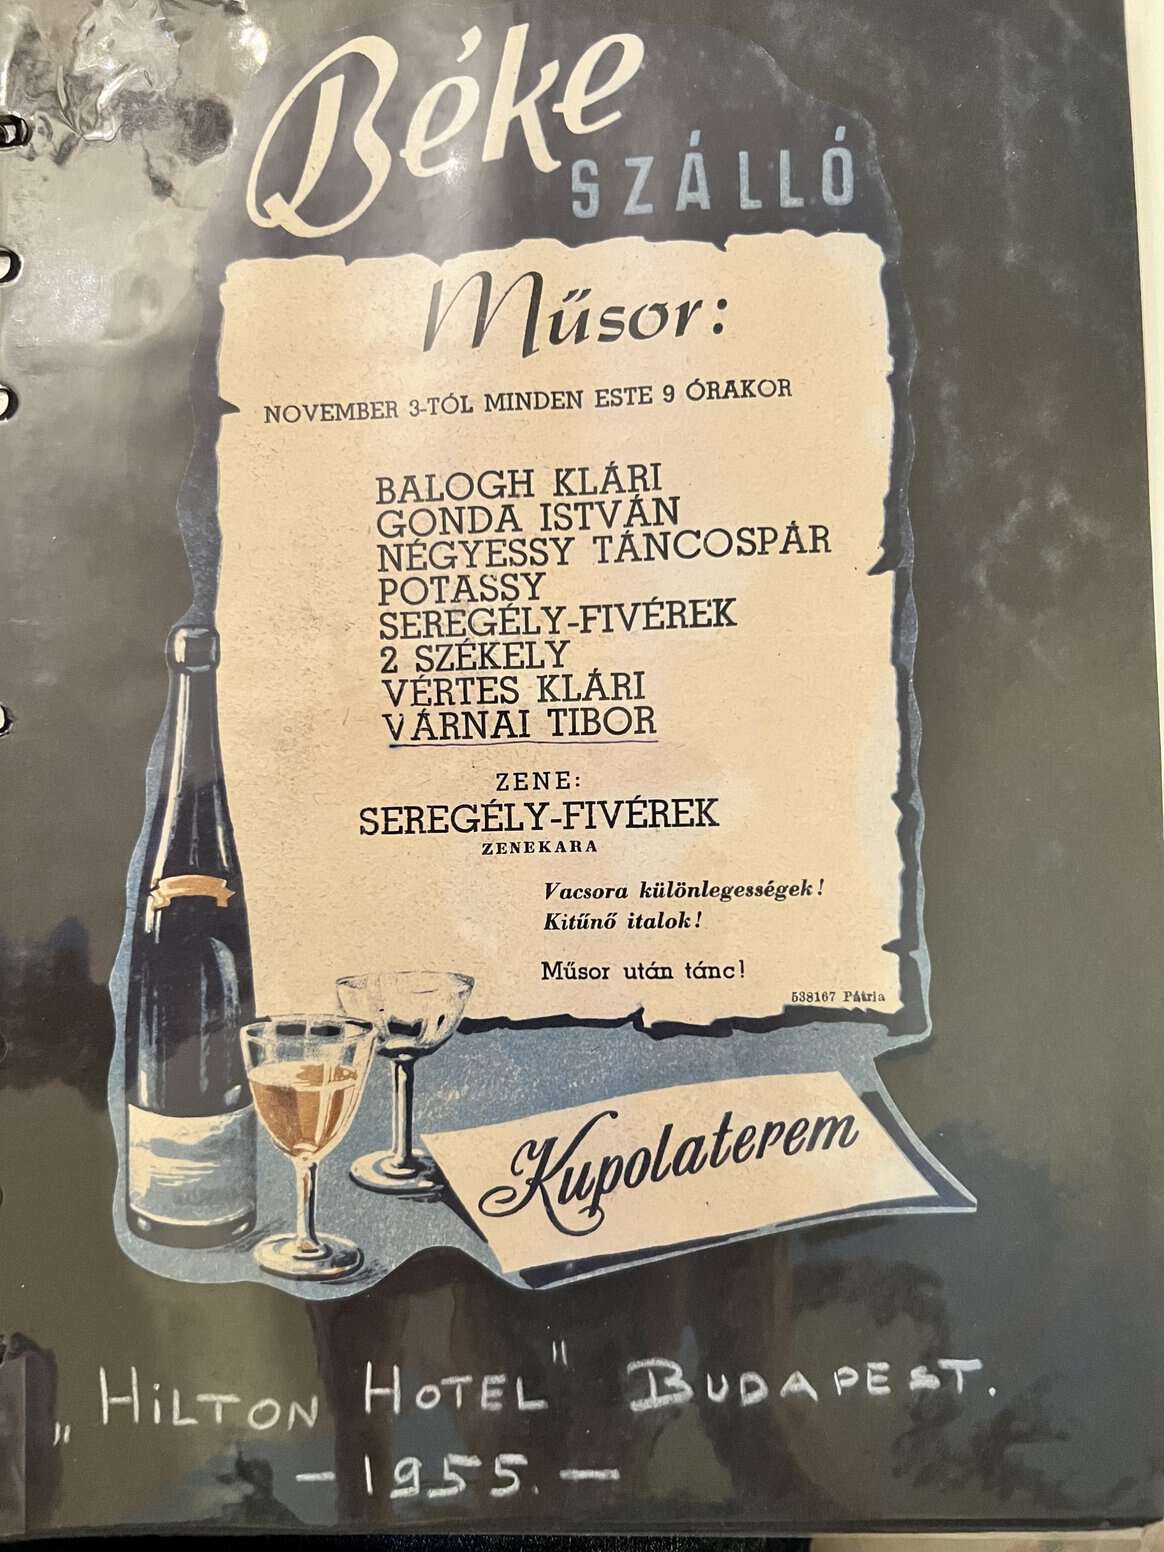 Béke
SZÁLLÓ
Műsor:
NOVEMBER 3-TÓL MINDEN ESTE 9 ÓRAKOR
BALOGH KLÁRI
GONDA ISTVÁN
NÉGYESSY TÁNCOSPÁR
POTASSY
SEREGÉLY-FIVÉREK
2 SZÉKELY
VÉRTES KLÁRI
VÁRNAI TIBOR
ZENE:
SEREGÉLY-FIVÉREK
ZENEKARA
Vacsora különlegességek!
Kitűnő italok!
Műsor után tánc!
538167 Pátria
Kupolaterem
„HILTON HOTEL" BUDAPEST.
- 1955. -